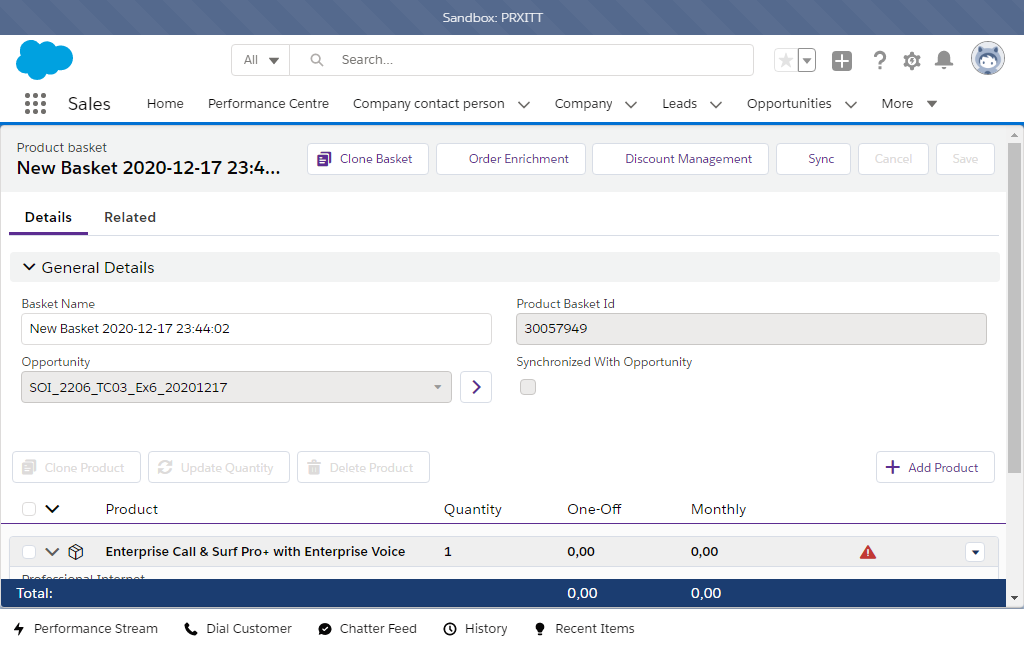 Sandbox: PRXITT
All
Search...
Sales
Home
Performance Centre
Company contact person
Company
Leads
Opportunities
More
Product basket
New Basket 2020-12-17 23:4...
Clone Basket
Order Enrichment
Discount Management
Sync
Cancel
Save
Details
Related
General Details
Basket Name
Product Basket Id
New Basket 2020-12-17 23:44:02
30057949
Opportunity
Synchronized With Opportunity
SOI_2206_TC03_Ex6_20201217
Clone Product
Update Quantity
Delete Product
Add Product
Product
Quantity
One-Off
Monthly
Enterprise Call & Surf Pro+ with Enterprise Voice
1
0,00
0,00
Professional Internet
Total:
0,00
0,00
Performance Stream
Dial Customer
Chatter Feed
History
Recent Items